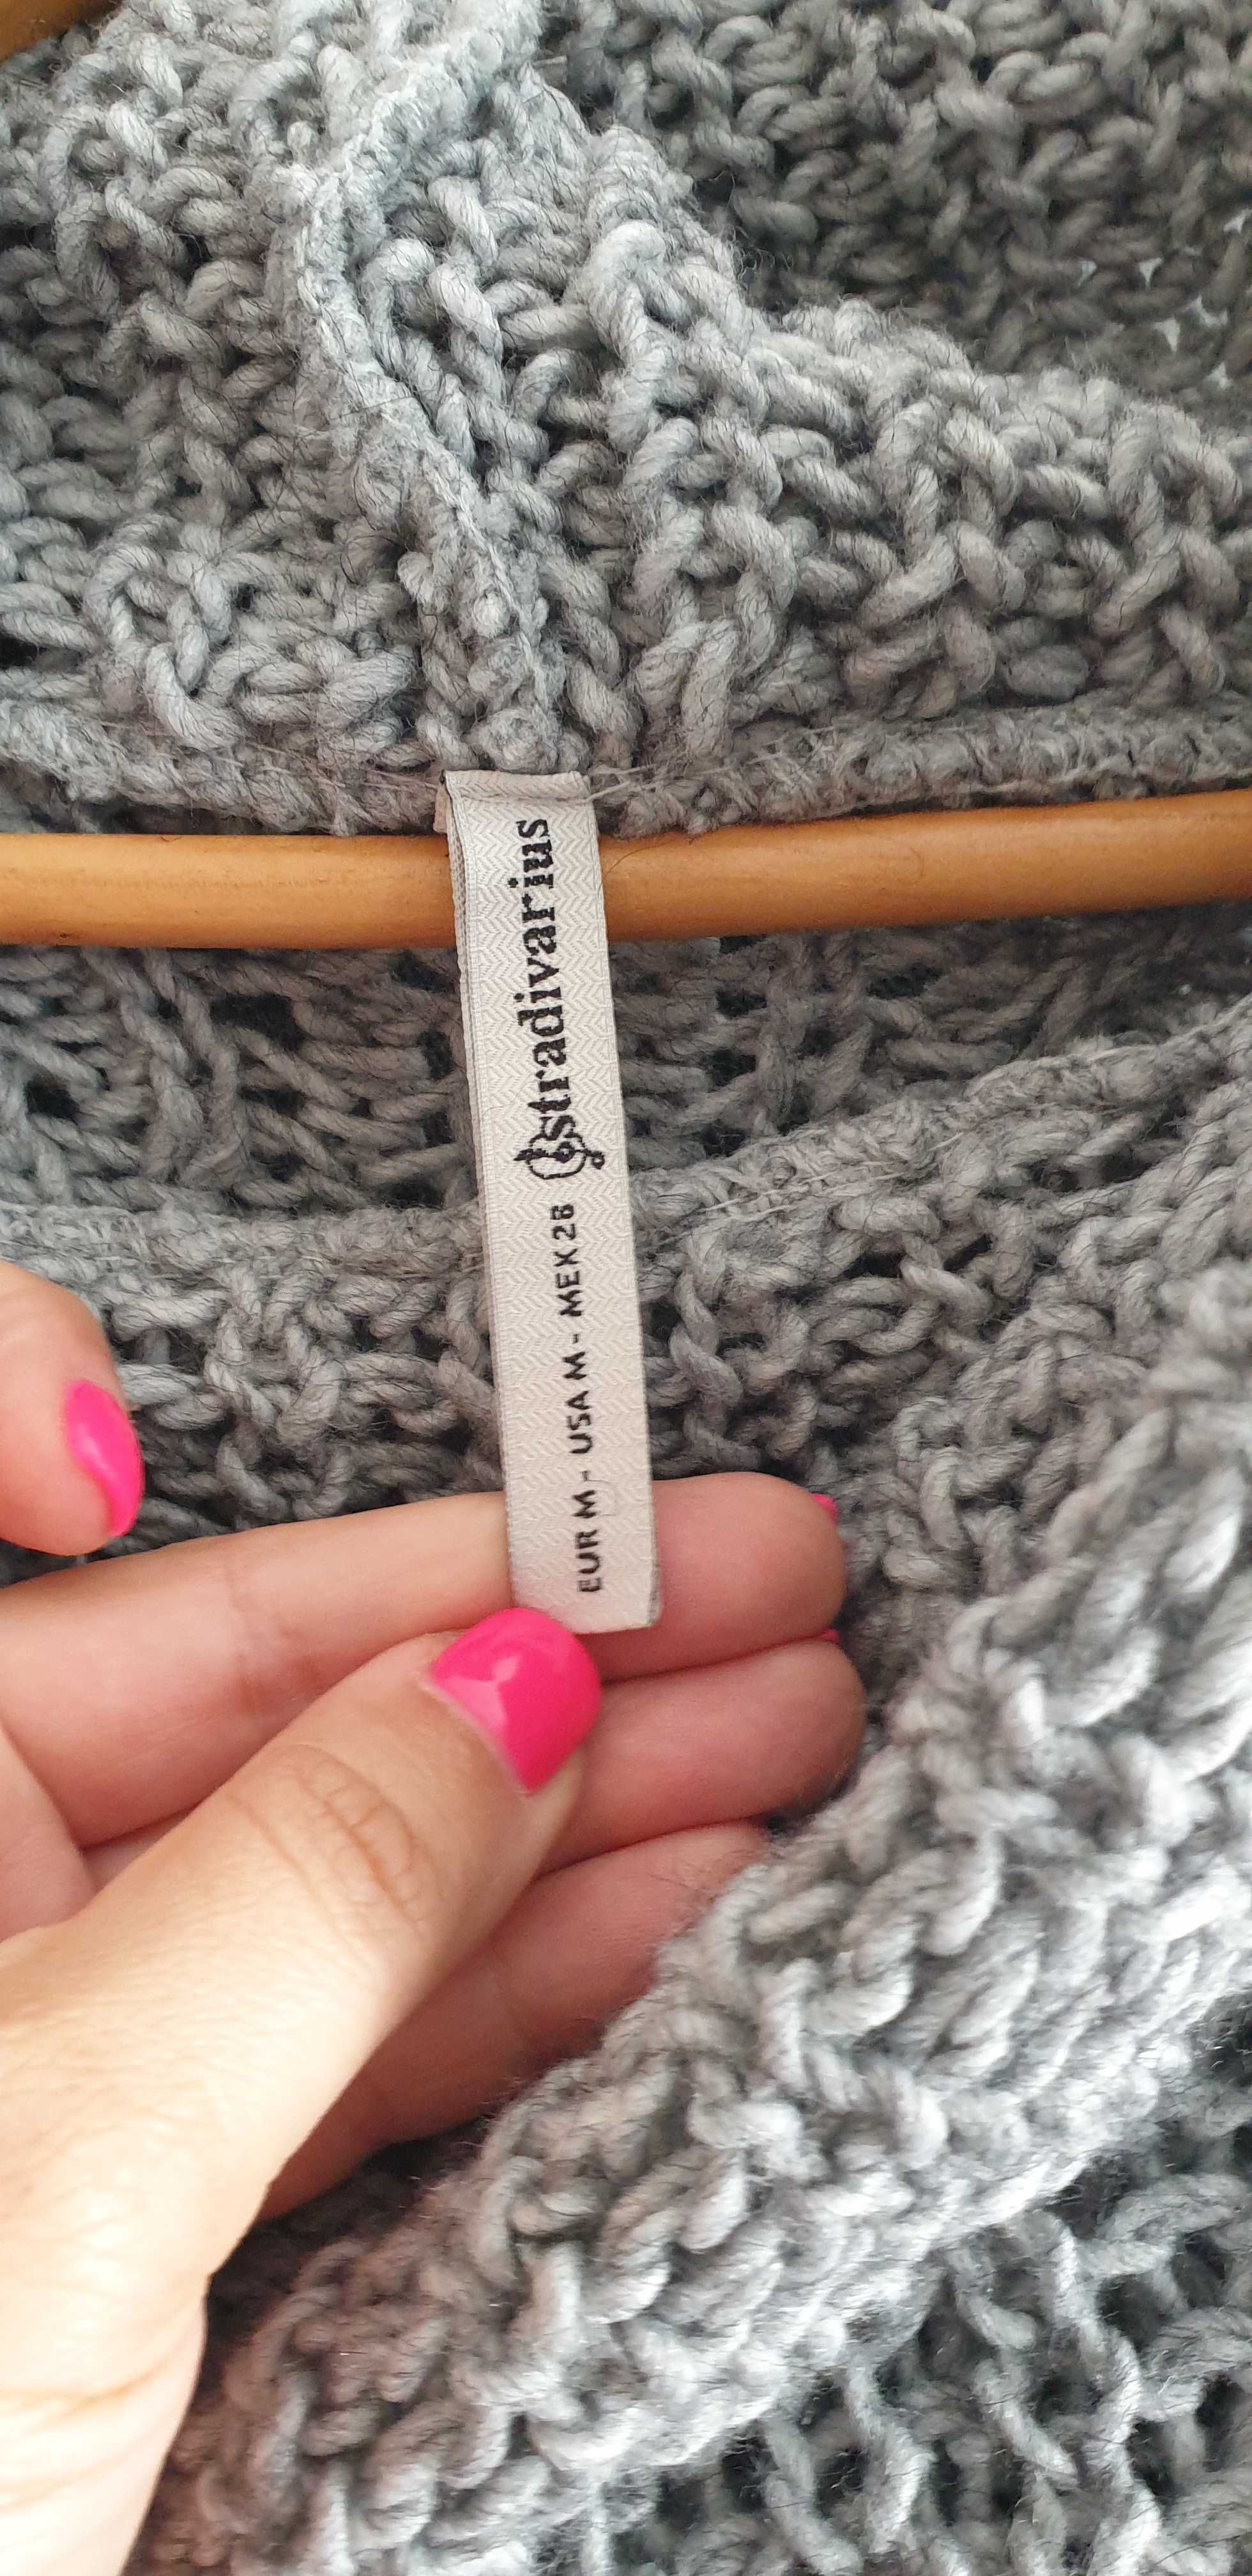 EUR M - USA M - MEX 28 stradivarius